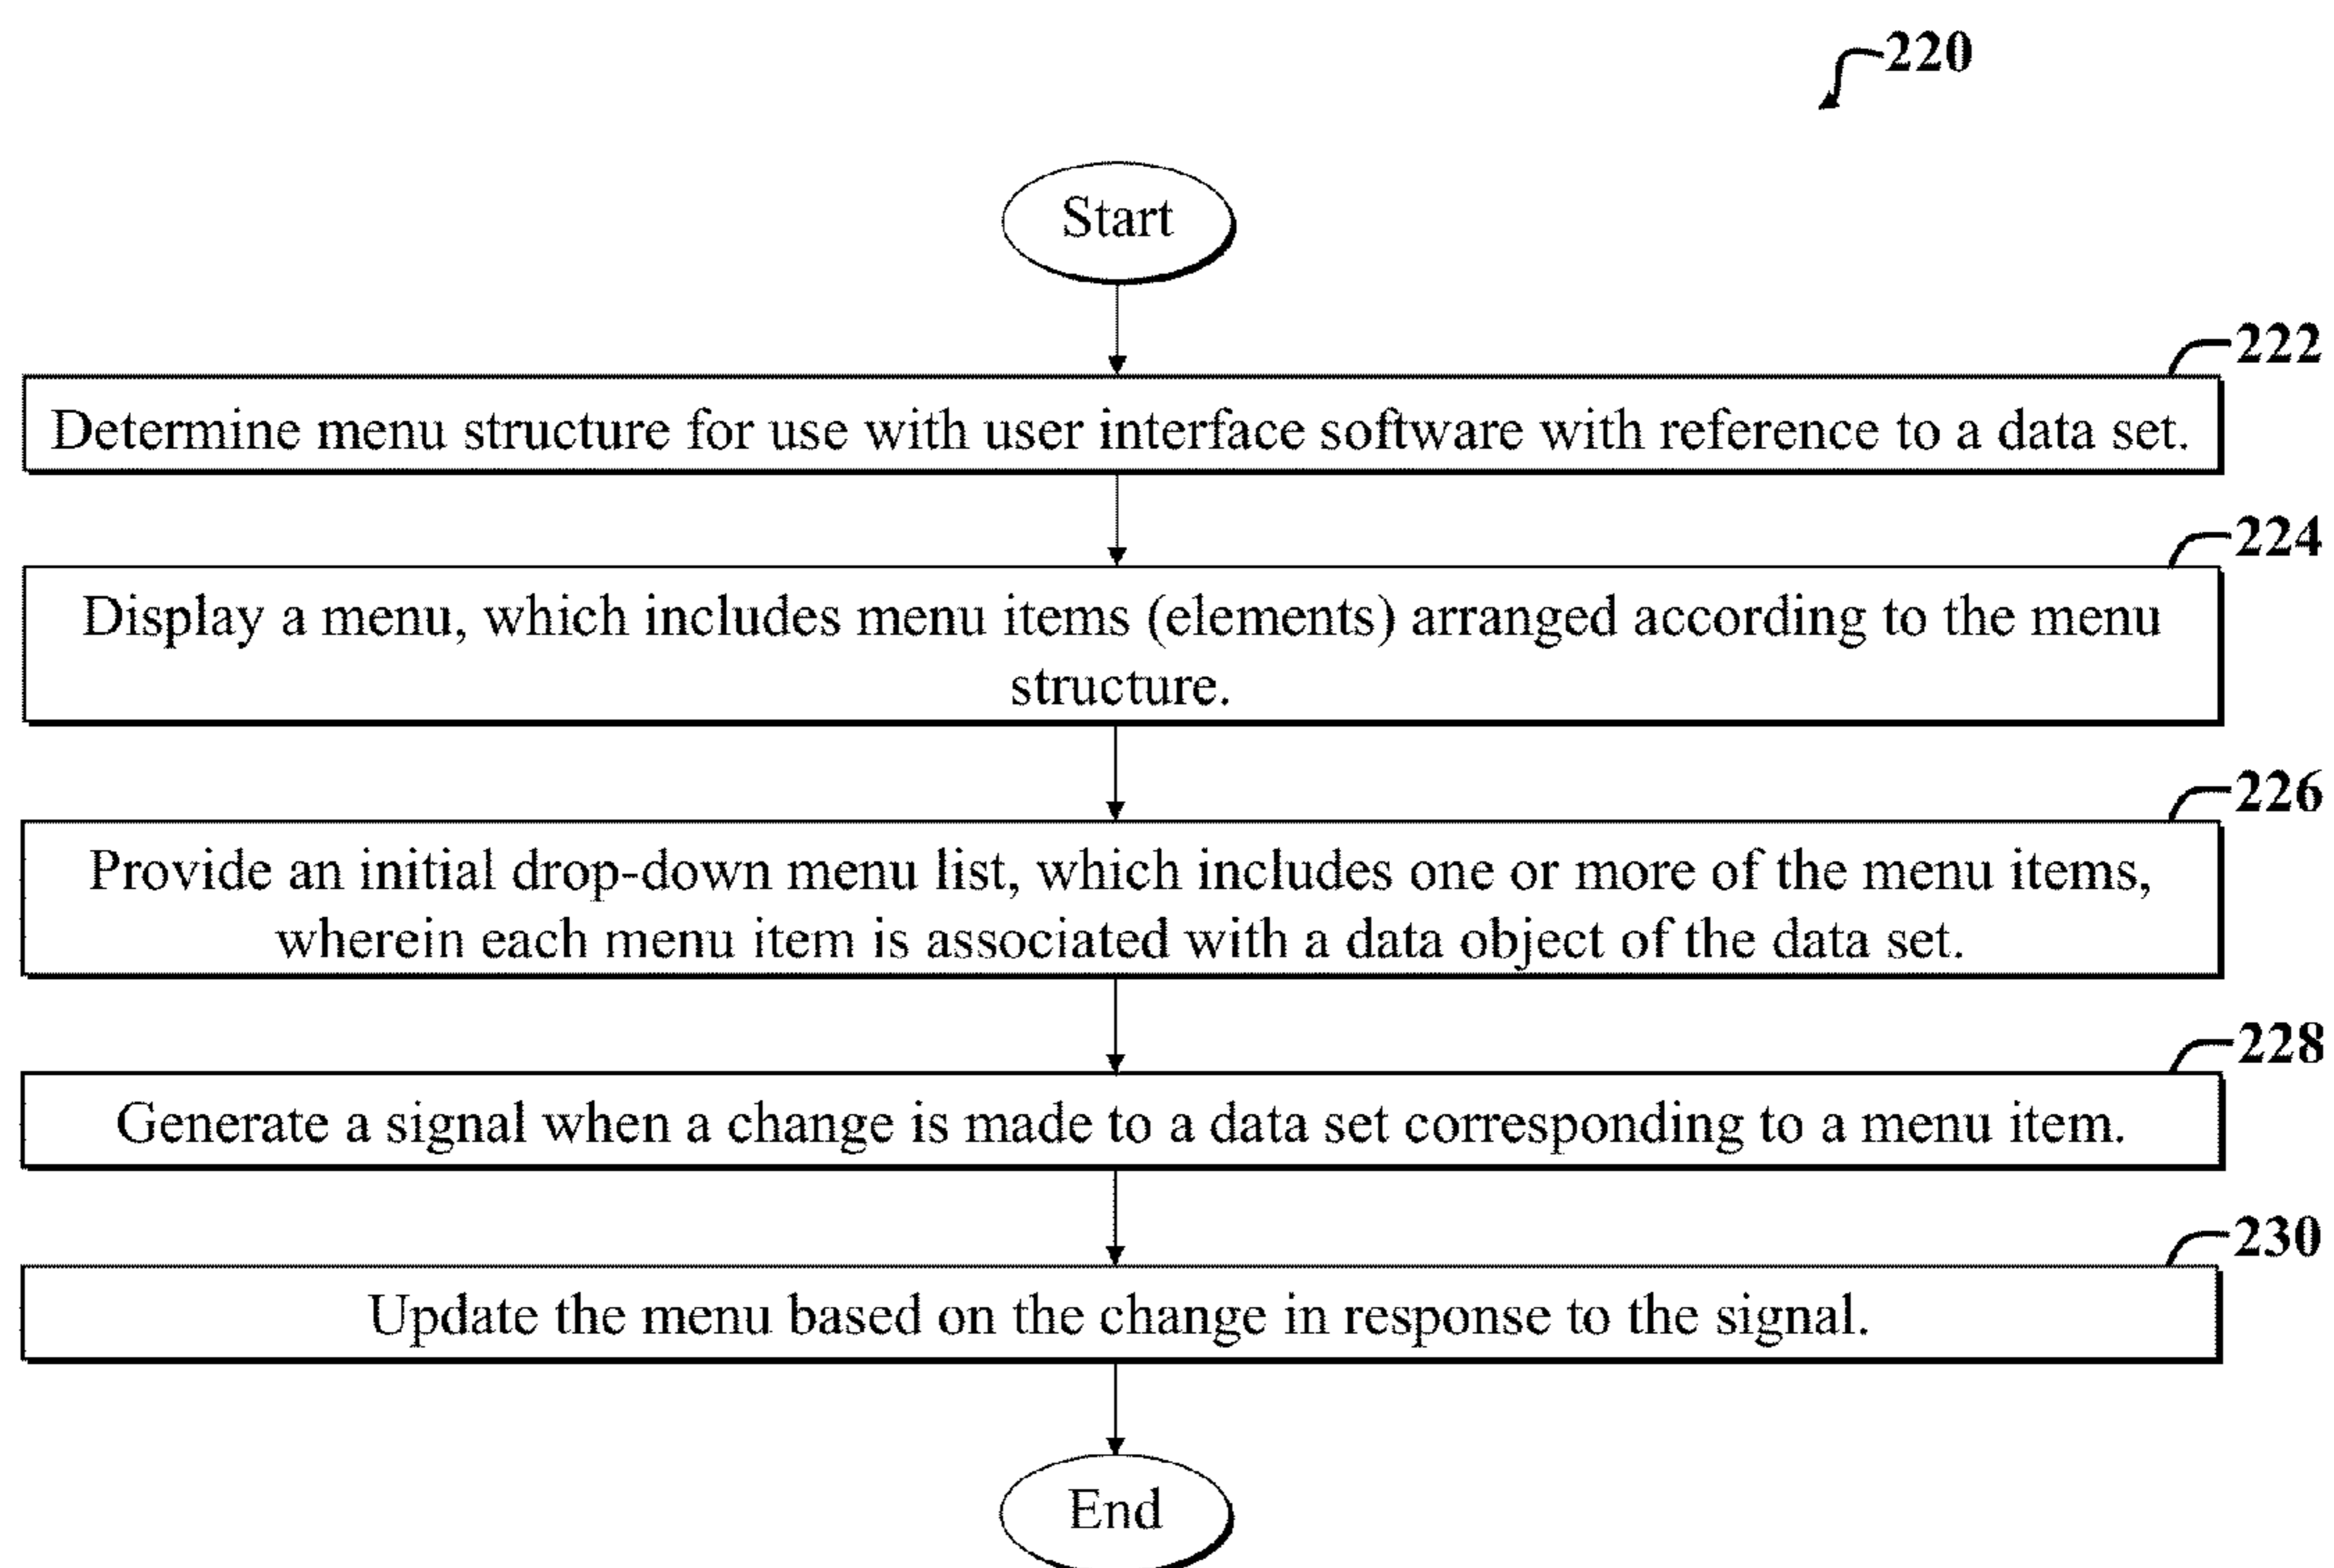 220
Start
222
Determine menu structure for use with user interface software with reference to a data set.
224
Display a menu, which includes menu items (elements) arranged according to the menu
structure.
226
Provide an initial drop-down menu list, which includes one or more of the menu items,
wherein each menu item is associated with a data object of the data set.
228
Generate a signal when a change is made to a data set corresponding to a menu item.
230
Update the menu based on the change in response to the signal.
End